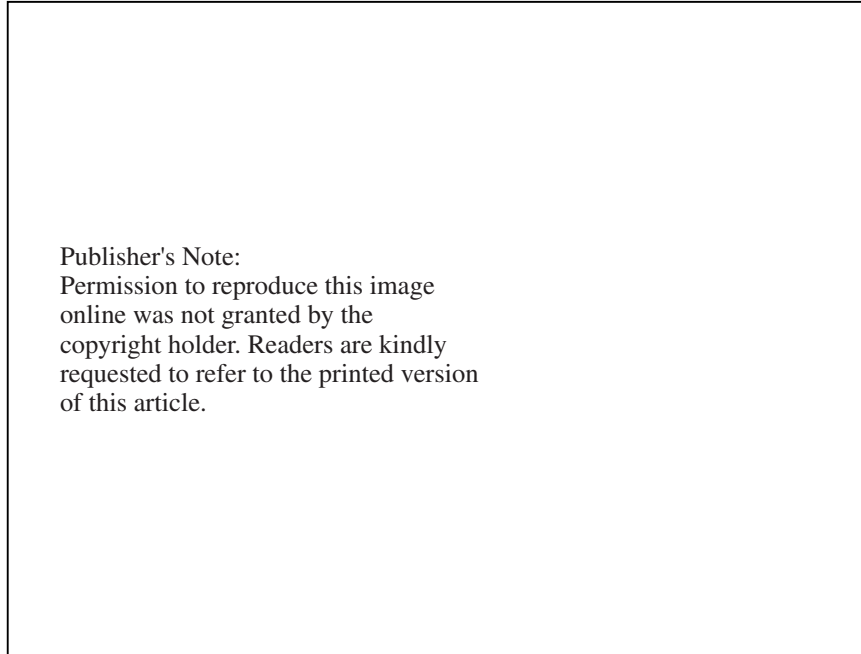 Publisher's Note:
Permission to reproduce this image
online was not granted by the
copyright holder. Readers are kindly
requested to refer to the printed version
of this article.